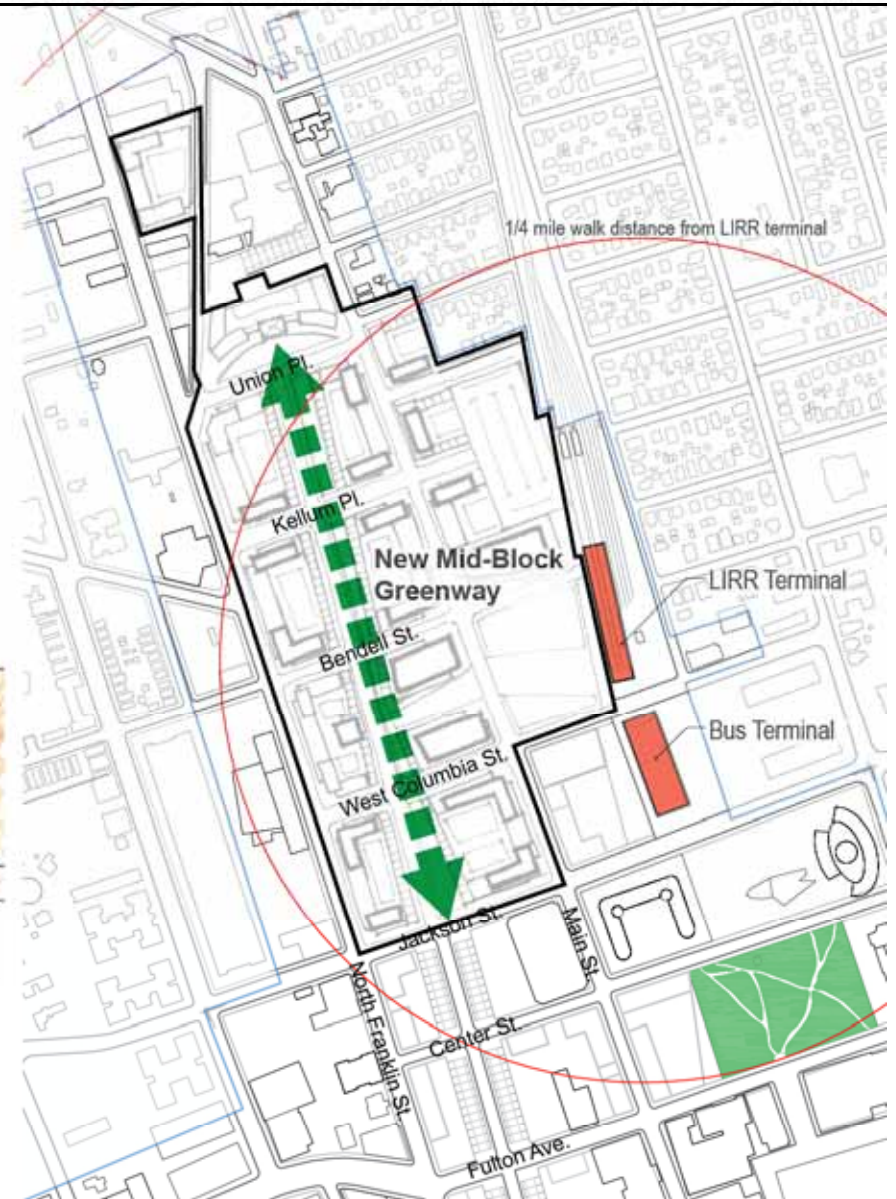 1/4 mile walk distance from LIRR terminal
Union Pl.
Kellum Pl.
New Mid-Block
Greenway
LIRR Terminal
Bendell St.
Bus Terminal
West Columbia St.
Jackson St.
Main St.
North Franklin St.
Center St.
Fulton Ave.